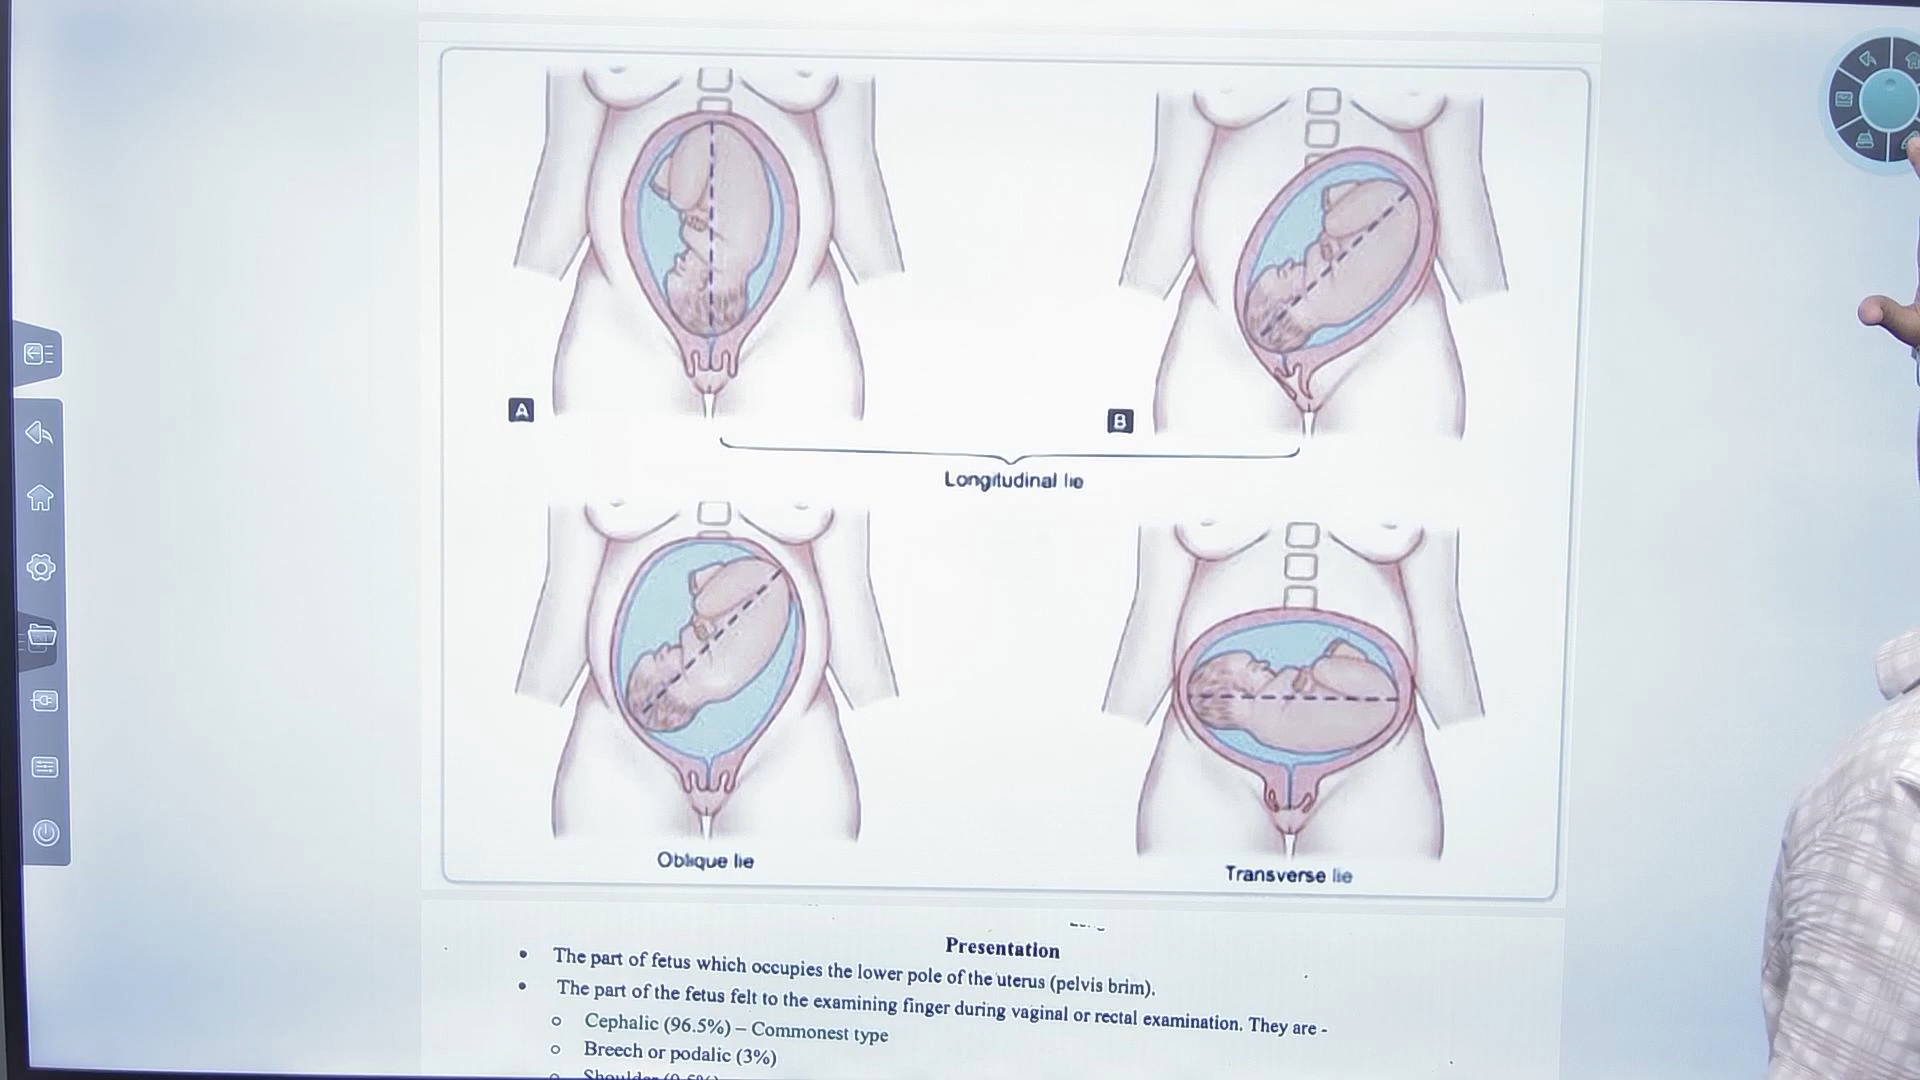 A
B
Longitudinal lie
Oblique lie
Transverse lie
Presentation
• The part of fetus which occupies the lower pole of the uterus (pelvis brim).
• The part of the fetus felt to the examining finger during vaginal or rectal examination. They are -
o Cephalic (96.5%) – Commonest type
o Breech or podalic (3%)